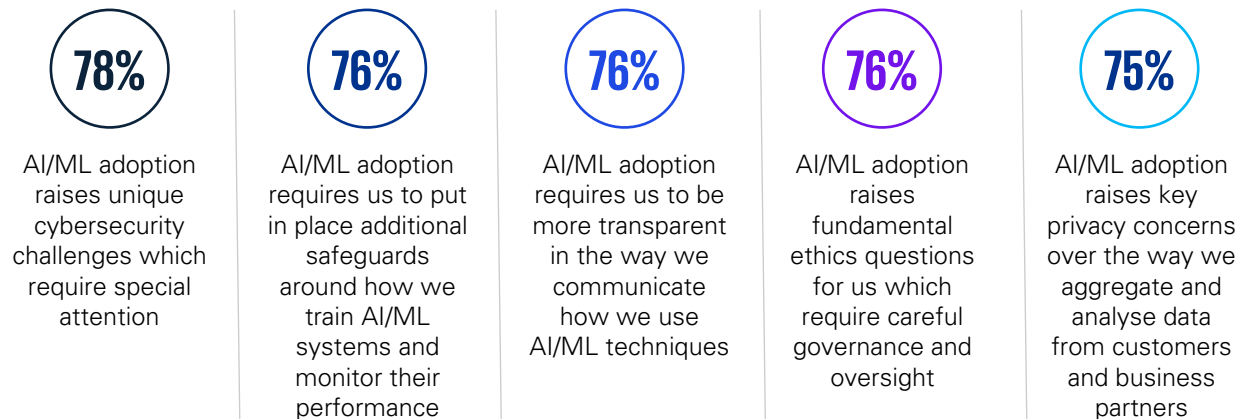 78%
AI/ML adoption
raises unique
cybersecurity
challenges which
require special
attention
76%
AI/ML adoption
requires us to put
in place additional
safeguards
around how we
train AI/ML
systems and
monitor their
performance
76%
AI/ML adoption
requires us to be
more transparent
in the way we
communicate
how we use
AI/ML techniques
76%
AI/ML adoption
raises
fundamental
ethics questions
for us which
require careful
governance and
oversight
75%
AI/ML adoption
raises key
privacy concerns
over the way we
aggregate and
analyse data
from customers
and business
partners